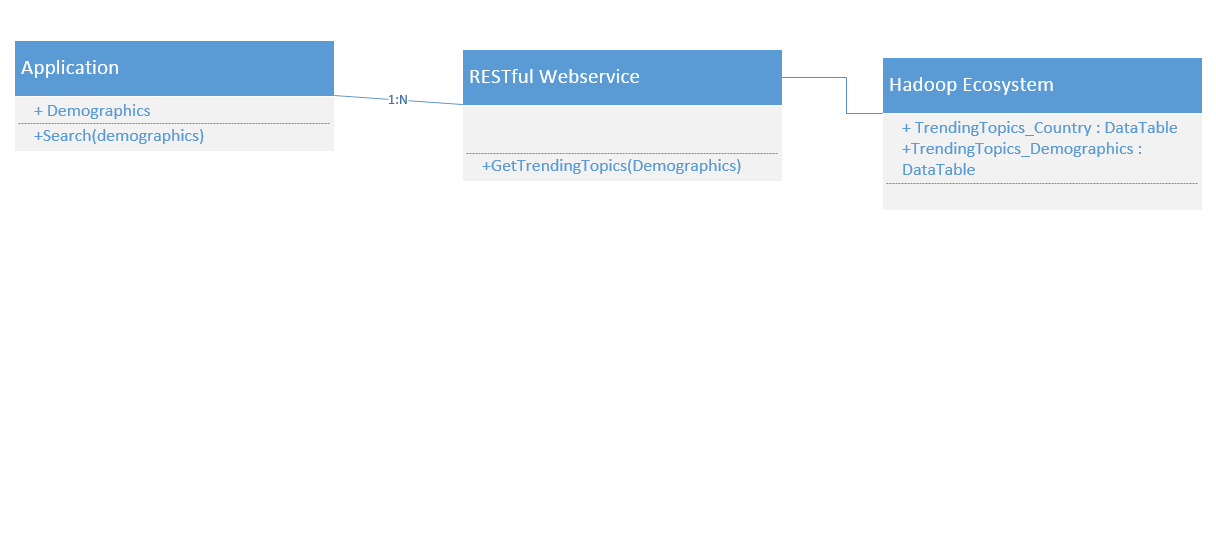 Application
+ Demographics
+Search(demographics)
1:N
RESTful Webservice
+GetTrendingTopics(Demographics)
Hadoop Ecosystem
+ TrendingTopics_Country : DataTable
+TrendingTopics_Demographics :
DataTable